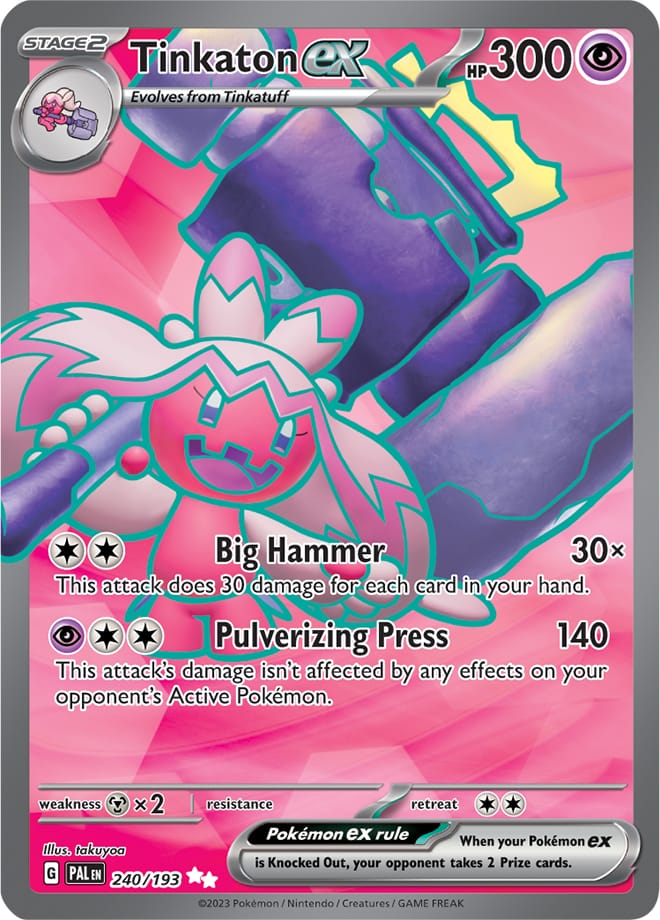 STAGE2
Tinkaton ex
HP300
Evolves from Tinkatuff
Big Hammer 30×
This attack does 30 damage for each card in your hand.
Pulverizing Press 140
This attack's damage isn't affected by any effects on your
opponent's Active Pokémon.
weakness ×2 resistance retreat
Illus. takuyoa
Pokémon ex rule
When your Pokémon ex
is Knocked Out, your opponent takes 2 Prize cards.
G PAL EN 240/193
©2023 Pokémon / Nintendo / Creatures / GAME FREAK